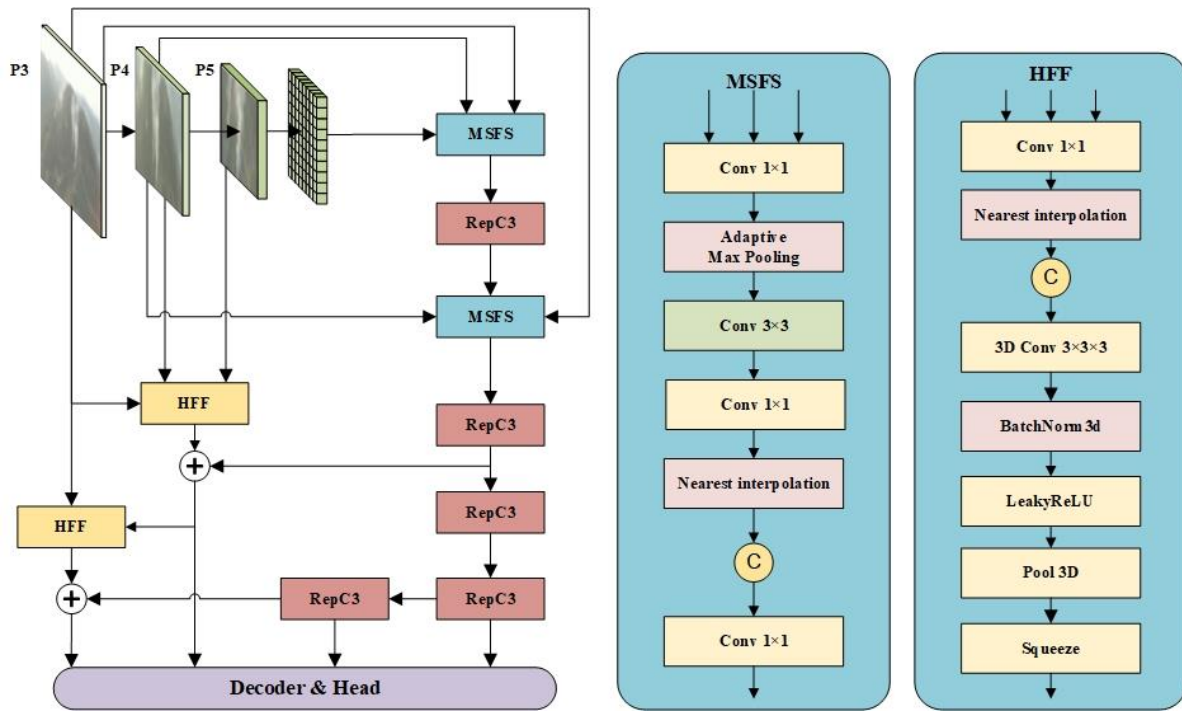 P3
P4
P5
MSFS
RepC3
MSFS
HFF
RepC3
+
RepC3
HFF
+
RepC3
RepC3
Decoder & Head
MSFS
Conv 1×1
Adaptive
Max Pooling
Conv 3×3
Conv 1×1
Nearest interpolation
C
Conv 1×1
HFF
Conv 1×1
Nearest interpolation
C
3D Conv 3×3×3
BatchNorm3d
LeakyReLU
Pool 3D
Squeeze